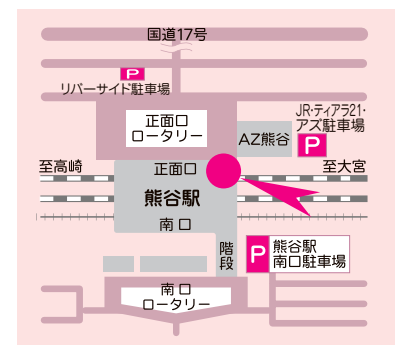 国道17号
P
リバーサイド駐車場
正面口
ロータリー
JR・ティアラ21・
アズ駐車場
P
AZ熊谷
至高崎
正面口
至大宮
熊谷駅
南口
階
段
P
熊谷駅
南口駐車場
南口
ロータリー